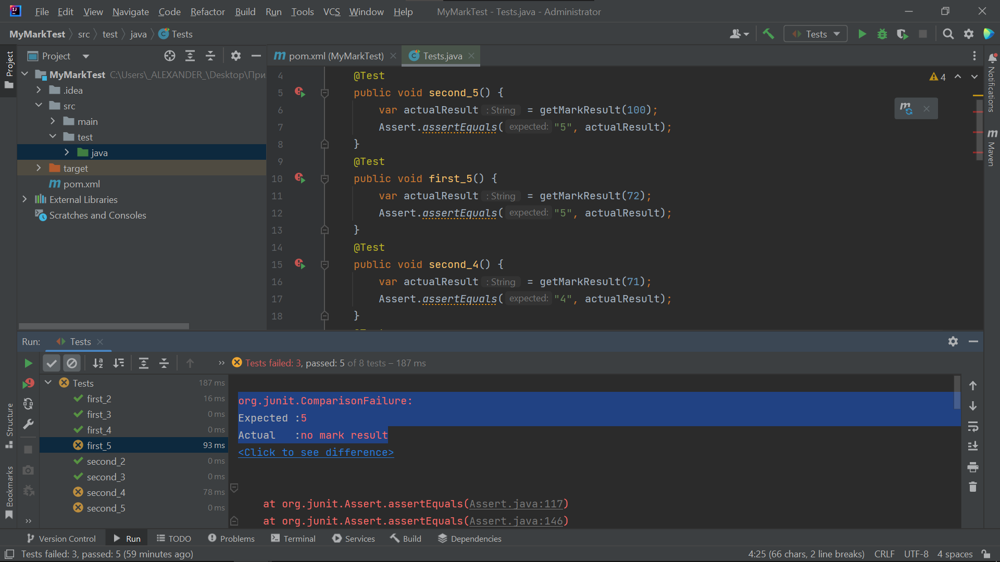 File Edit View Navigate Code Refactor Build Run Tools VCS Window Help MyMarkTest - Tests.java - Administrator
MyMarkTest src test java Tests
Tests
Project
Project
MyMarkTest C:\Users\_ALEXANDER_\Desktop\При
.idea
src
main
test
java
target
pom.xml
External Libraries
Scratches and Consoles
pom.xml (MyMarkTest)
Tests.java
4 @Test
5 public void second_5() {
6 var actualResult : String = getMarkResult(100);
7 Assert.assertEquals( expected: "5", actualResult);
8 }
9 @Test
10 public void first_5() {
11 var actualResult : String = getMarkResult(72);
12 Assert.assertEquals( expected: "5", actualResult);
13 }
14 @Test
15 public void second_4() {
16 var actualResult : String = getMarkResult(71);
17 Assert.assertEquals( expected: "4", actualResult);
18 }
4
Notifications
Maven
Run: Tests
Tests failed: 3, passed: 5 of 8 tests – 187 ms
Tests 187 ms
first_2 16 ms
first_3 0 ms
first_4 0 ms
first_5 93 ms
second_2 0 ms
second_3 0 ms
second_4 78 ms
second_5 0 ms
org.junit.ComparisonFailure:
Expected :5
Actual :no mark result
<Click to see difference>
at org.junit.Assert.assertEquals(Assert.java:117)
at org.junit.Assert.assertEquals(Assert.java:146)
Structure
Bookmarks
Version Control Run TODO Problems Terminal Services Build Dependencies
Tests failed: 3, passed: 5 (59 minutes ago)
4:25 (66 chars, 2 line breaks) CRLF UTF-8 4 spaces